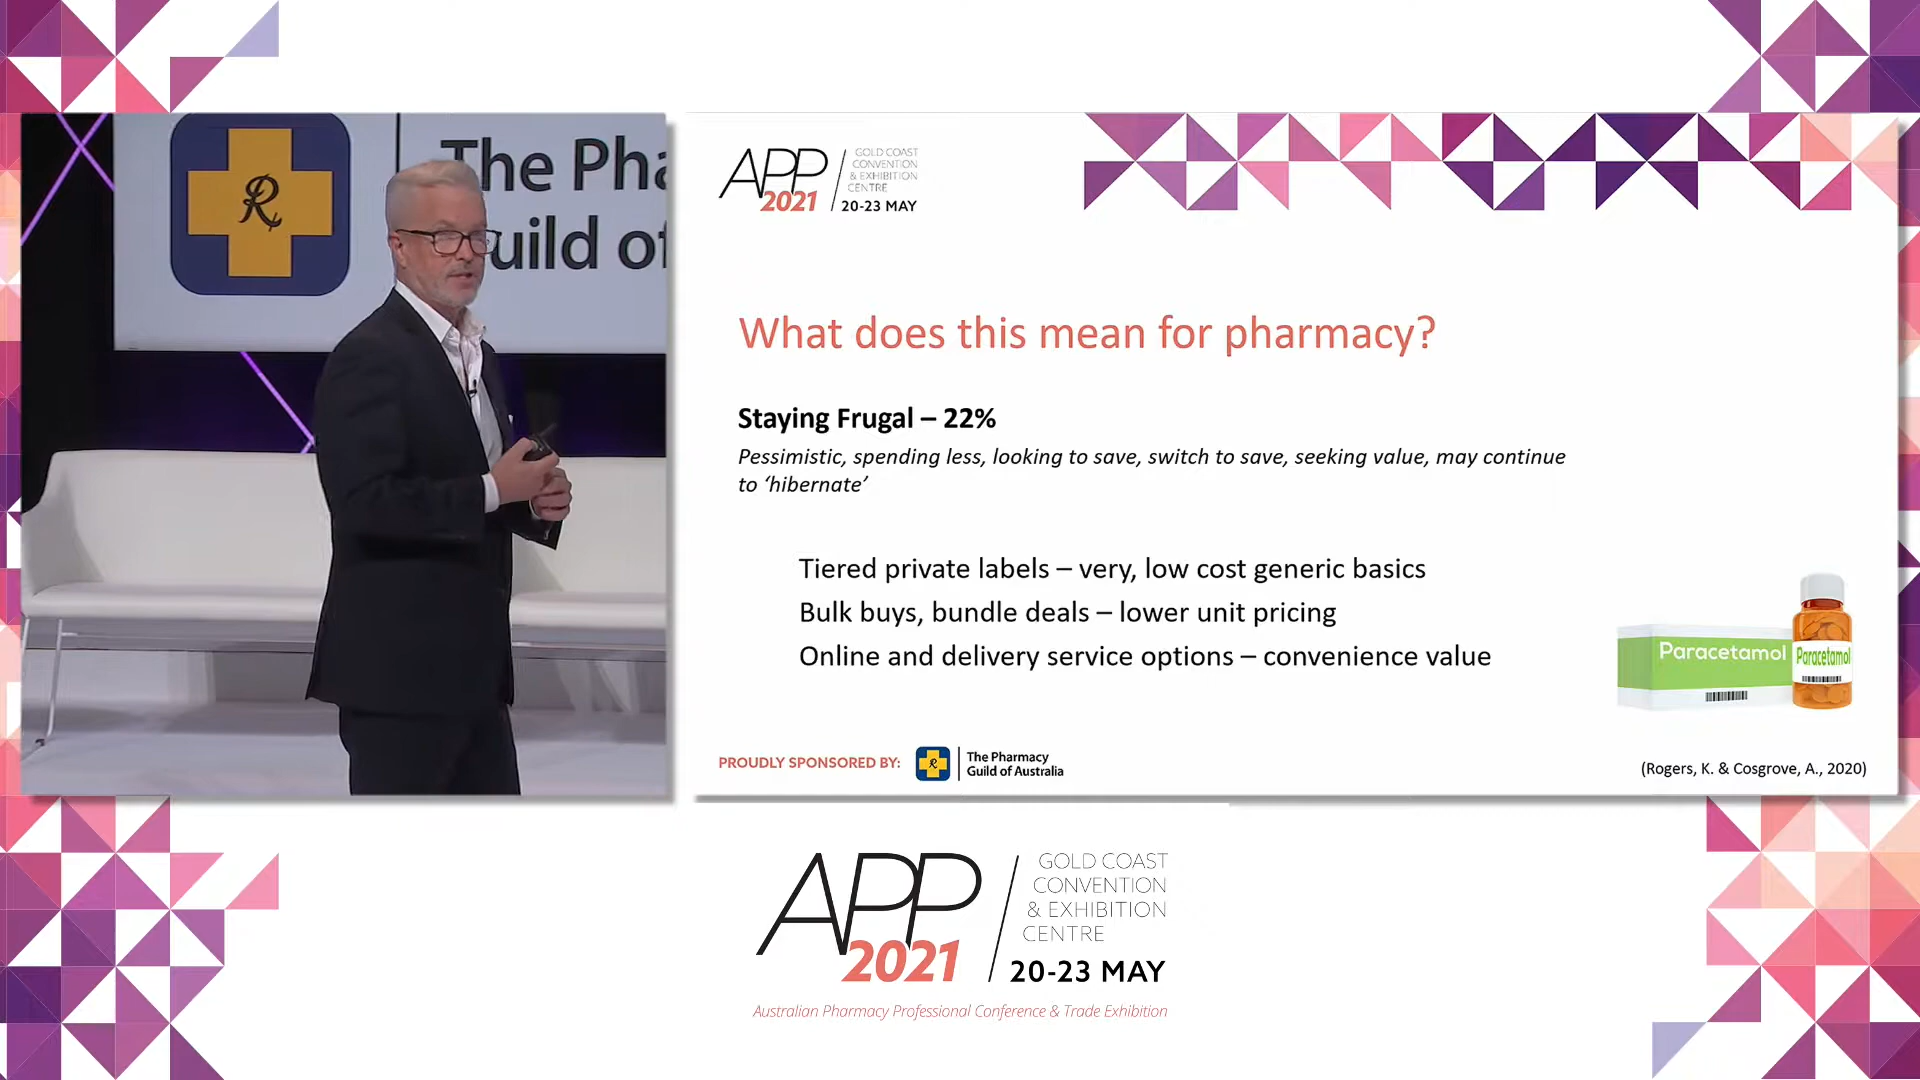 The Pha
Guild of
APP
2021
GOLD COAST
CONVENTION
& EXHIBITION
CENTRE
20-23 MAY
What does this mean for pharmacy?
Staying Frugal – 22%
Pessimistic, spending less, looking to save, switch to save, seeking value, may continue
to ‘hibernate’
Tiered private labels – very, low cost generic basics
Bulk buys, bundle deals – lower unit pricing
Online and delivery service options – convenience value
Paracetamol
Paracetamol
PROUDLY SPONSORED BY:
The Pharmacy
Guild of Australia
(Rogers, K. & Cosgrove, A., 2020)
APP
2021
GOLD COAST
CONVENTION
& EXHIBITION
CENTRE
20-23 MAY
Australian Pharmacy Professional Conference & Trade Exhibition